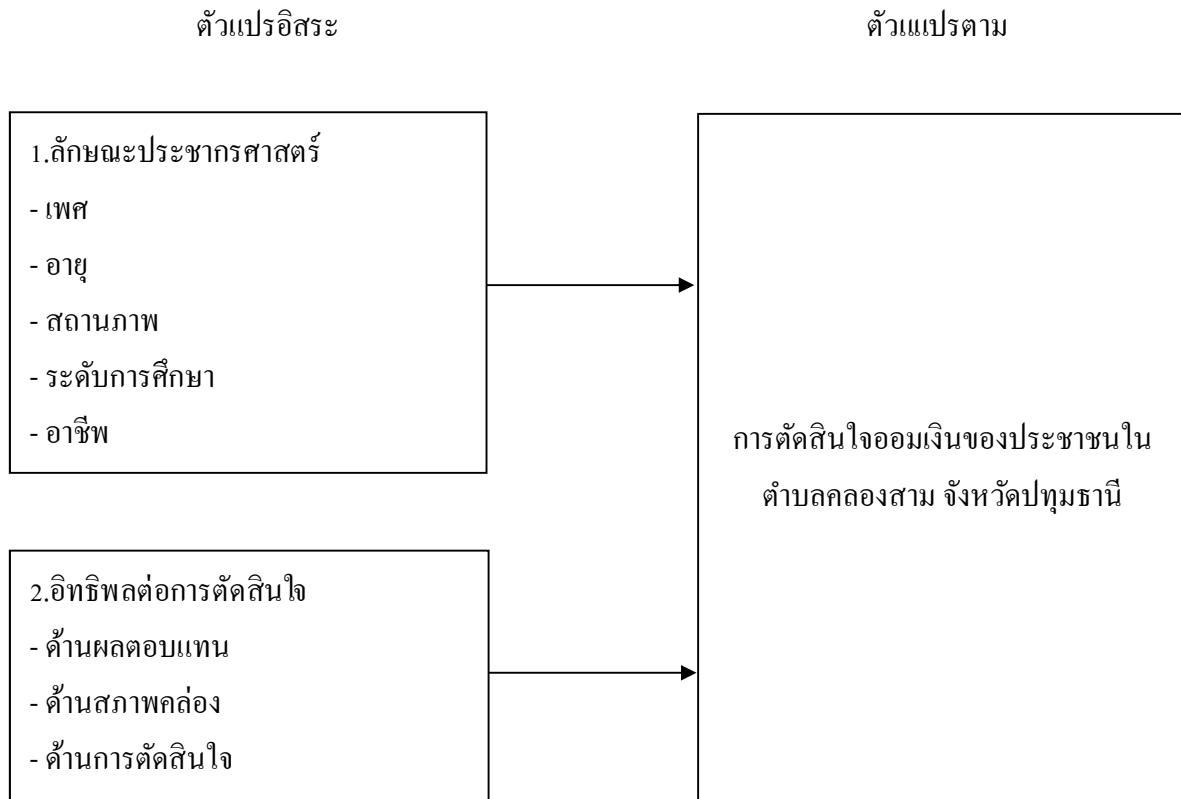 ตัวแปรอิสระ
ตัวแแปรตาม
1.ลักษณะประชากรศาสตร์
- เพศ
- อายุ
- สถานภาพ
- ระดับการศึกษา
- อาชีพ
2.อิทธิพลต่อการตัดสินใจ
- ด้านผลตอบแทน
- ด้านสภาพคล่อง
- ด้านการตัดสินใจ
การตัดสินใจออมเงินของประชาชนใน
ตำบลคลองสาม จังหวัดปทุมธานี